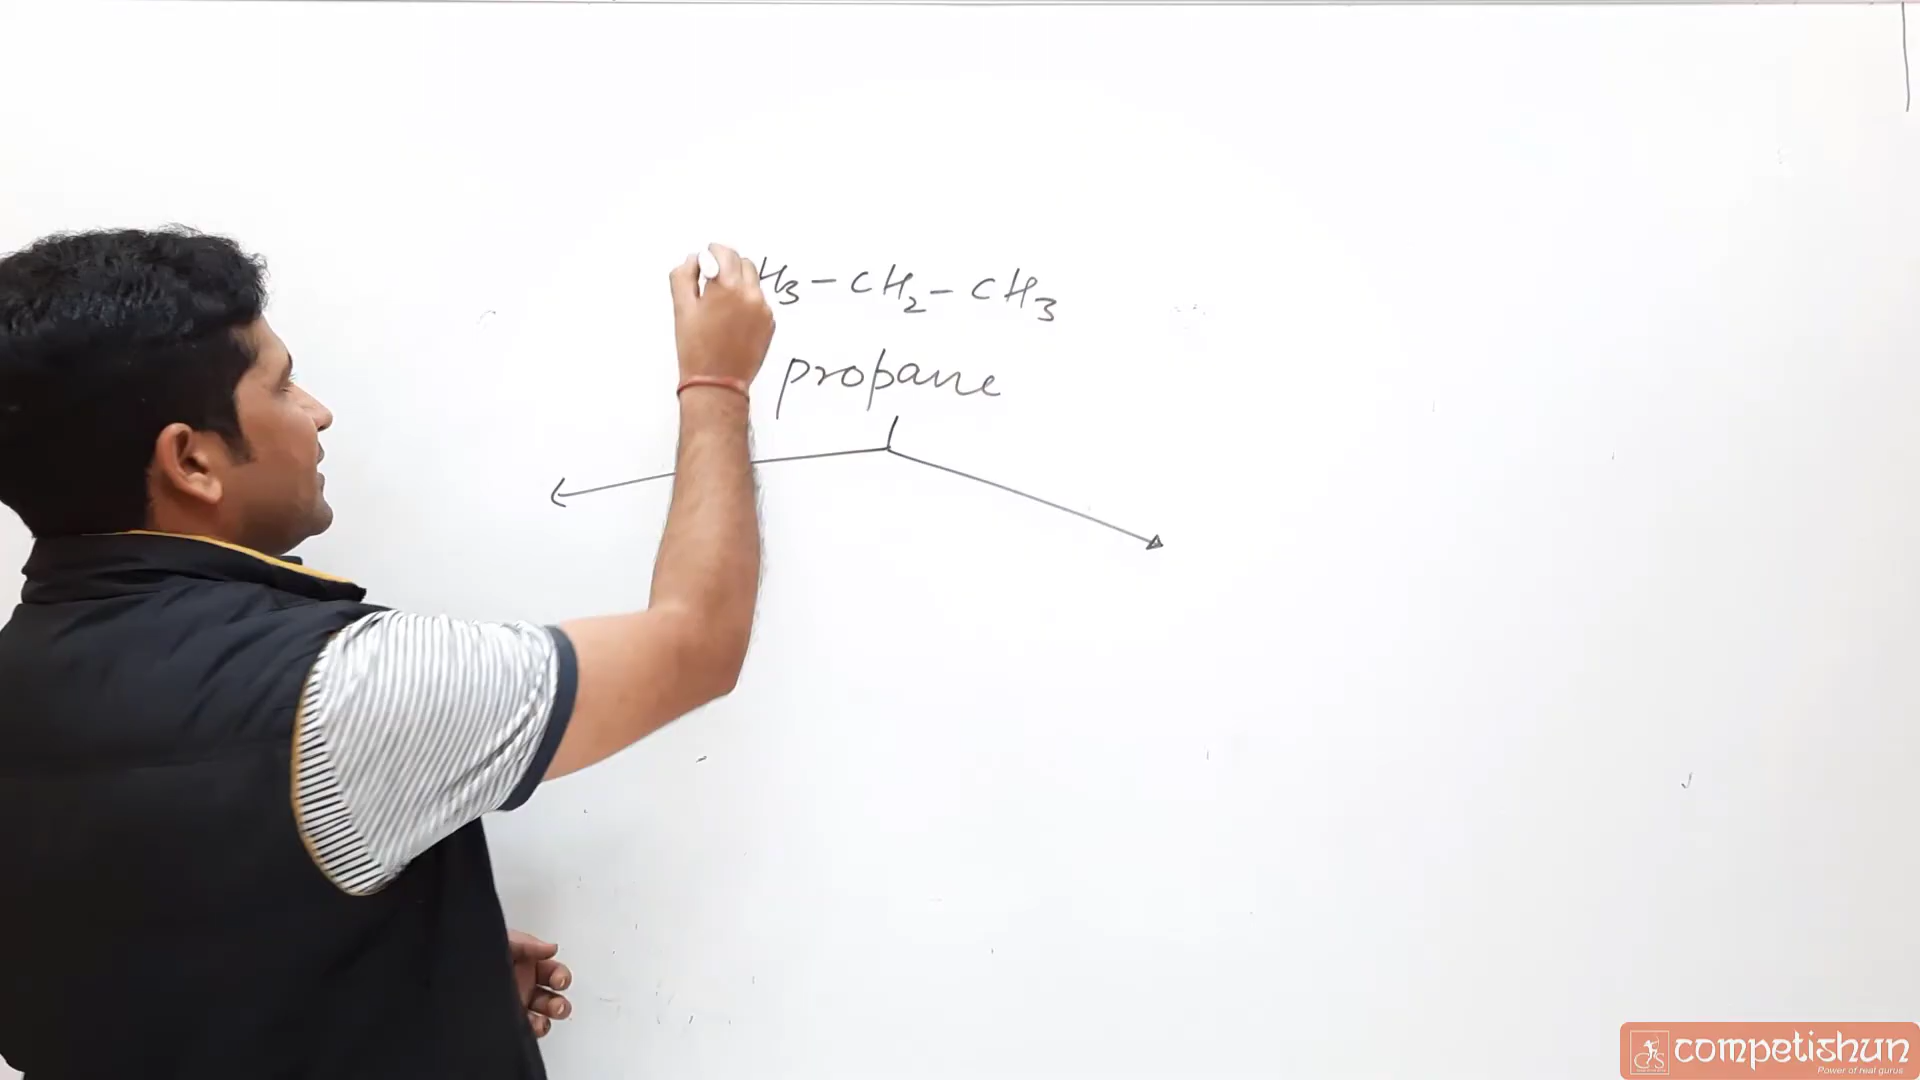 H3-CH2-CH3
propane
competishun
Power of real gurus